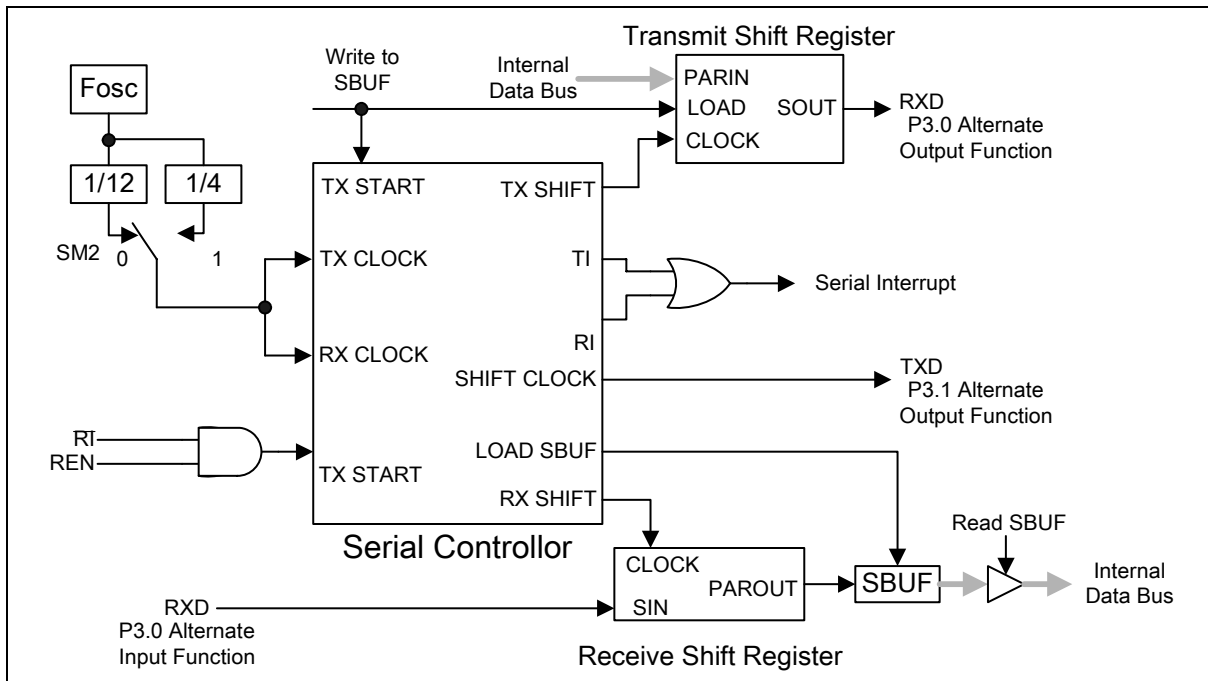 Transmit Shift Register
Write to
SBUF
Internal
Data Bus
Fosc
PARIN
LOAD
SOUT
CLOCK
RXD
P3.0 Alternate
Output Function
1/12
1/4
TX START
TX SHIFT
SM2
0
1
TX CLOCK
TI
Serial Interrupt
RX CLOCK
RI
SHIFT CLOCK
TXD
P3.1 Alternate
Output Function
RI
REN
TX START
LOAD SBUF
RX SHIFT
Serial Controllor
Read SBUF
CLOCK
PAROUT
SIN
SBUF
Internal
Data Bus
RXD
P3.0 Alternate
Input Function
Receive Shift Register